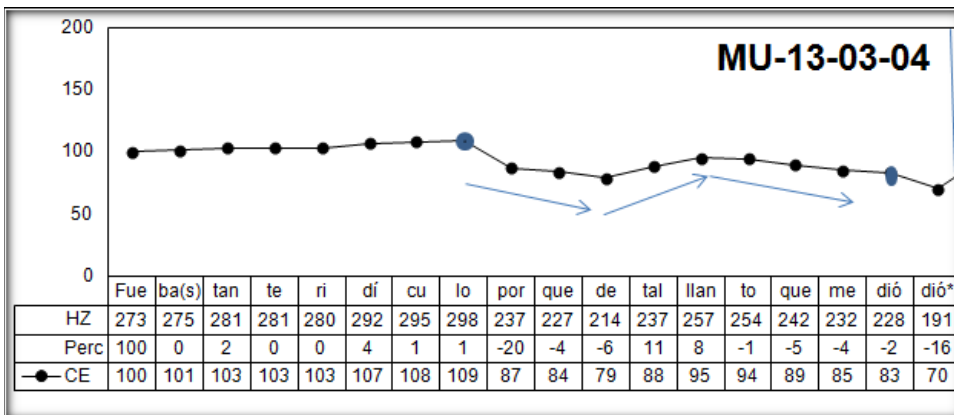 200
MU-13-03-04
150
100
50
0
Fue ba(s) tan te ri dí cu lo por que de tal llan to que me dió dió*
HZ 273 275 281 281 280 292 295 298 237 227 214 237 257 254 242 232 228 191
Perc 100 0 2 0 0 4 1 1 -20 -4 -6 11 8 -1 -5 -4 -2 -16
CE 100 101 103 103 103 107 108 109 87 84 79 88 95 94 89 85 83 70